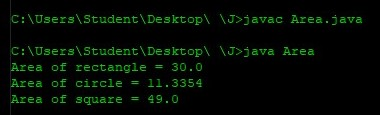 C:\Users\Student\Desktop\ \J>javac Area.java
C:\Users\Student\Desktop\ \J>java Area
Area of rectangle = 30.0
Area of circle = 11.3354
Area of square = 49.0